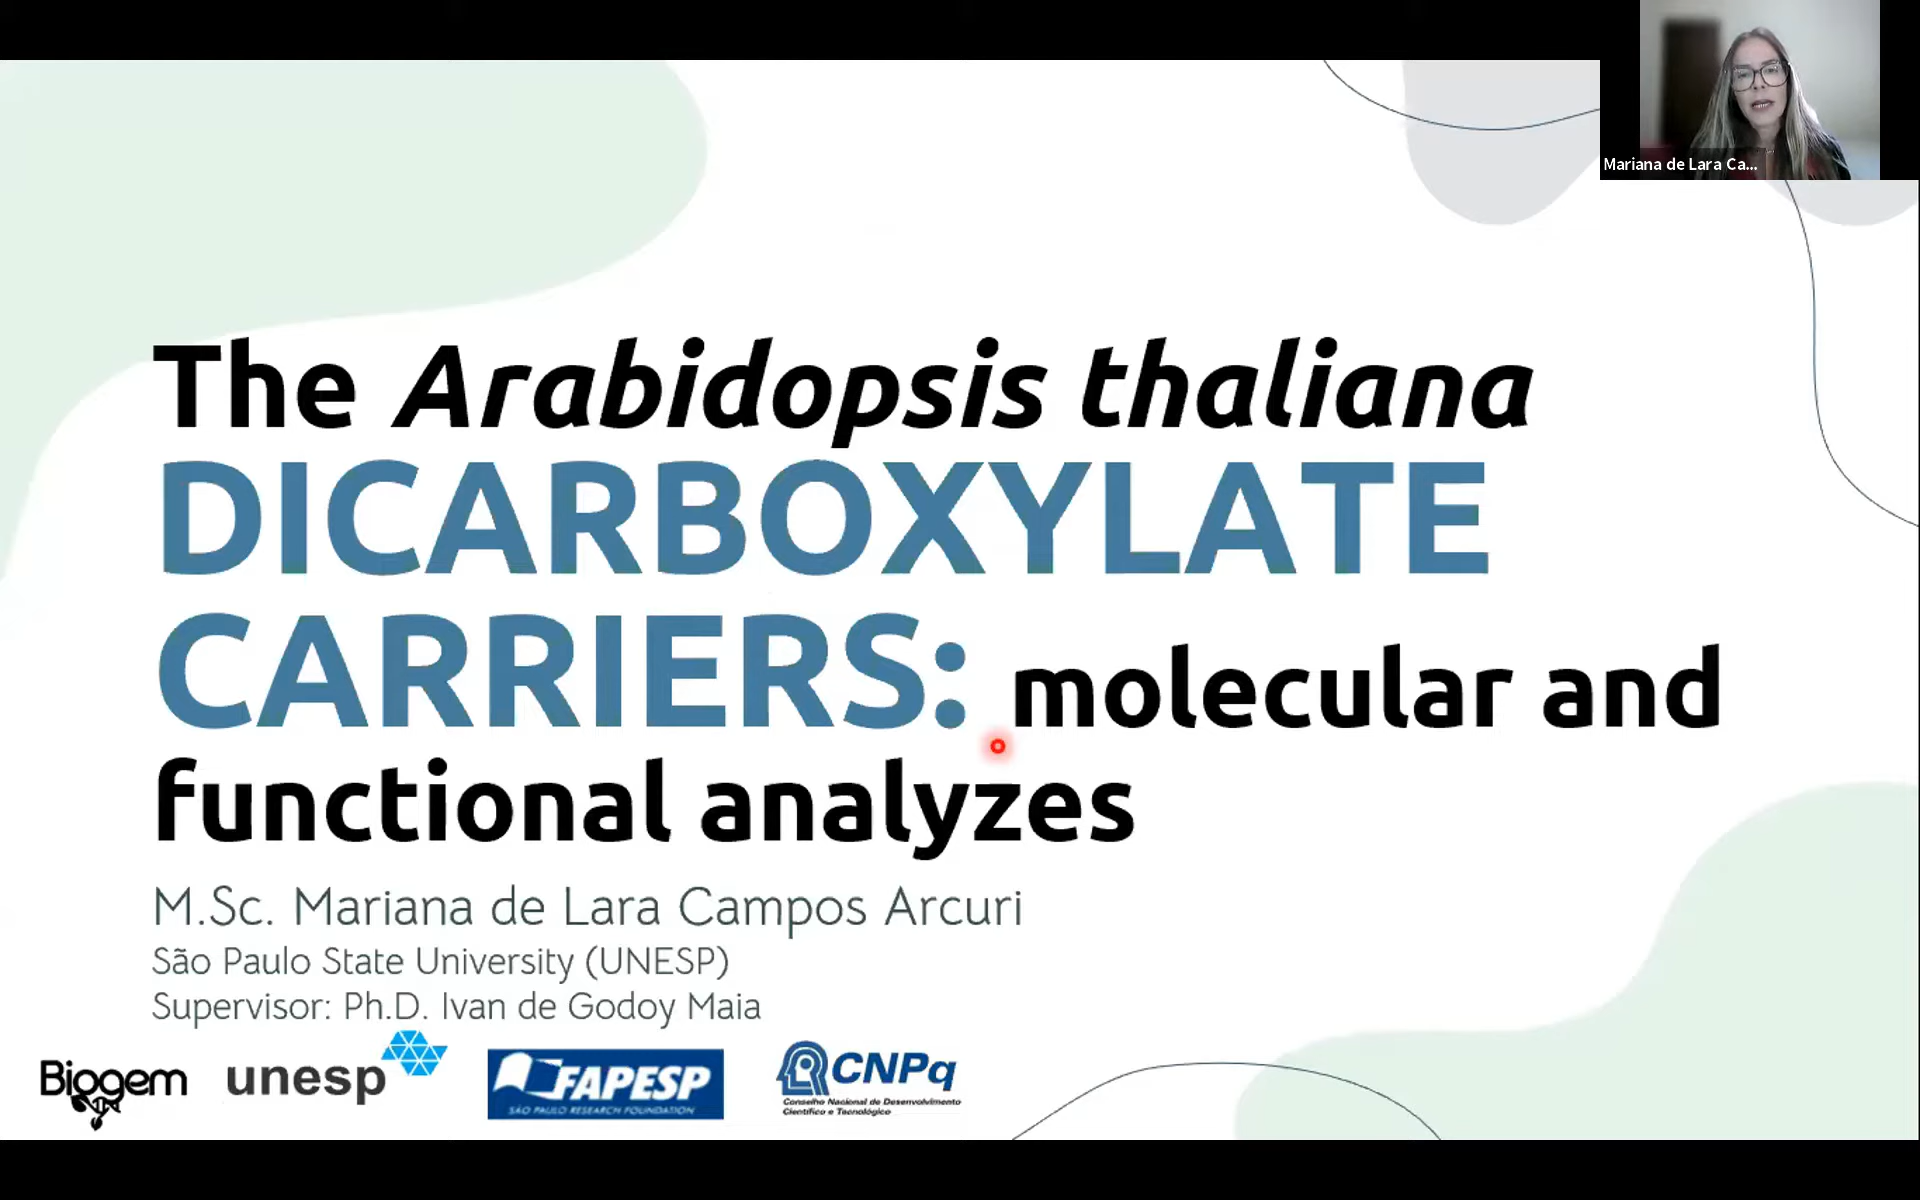 Mariana de Lara Ca...
The Arabidopsis thaliana
DICARBOXYLATE
CARRIERS: molecular and
functional analyzes
M.Sc. Mariana de Lara Campos Arcuri
São Paulo State University (UNESP)
Supervisor: Ph.D. Ivan de Godoy Maia
Biogem
unesp
FAPESP
SÃO PAULO RESEARCH FOUNDATION
CNPq
Conselho Nacional de Desenvolvimento
Científico e Tecnológico